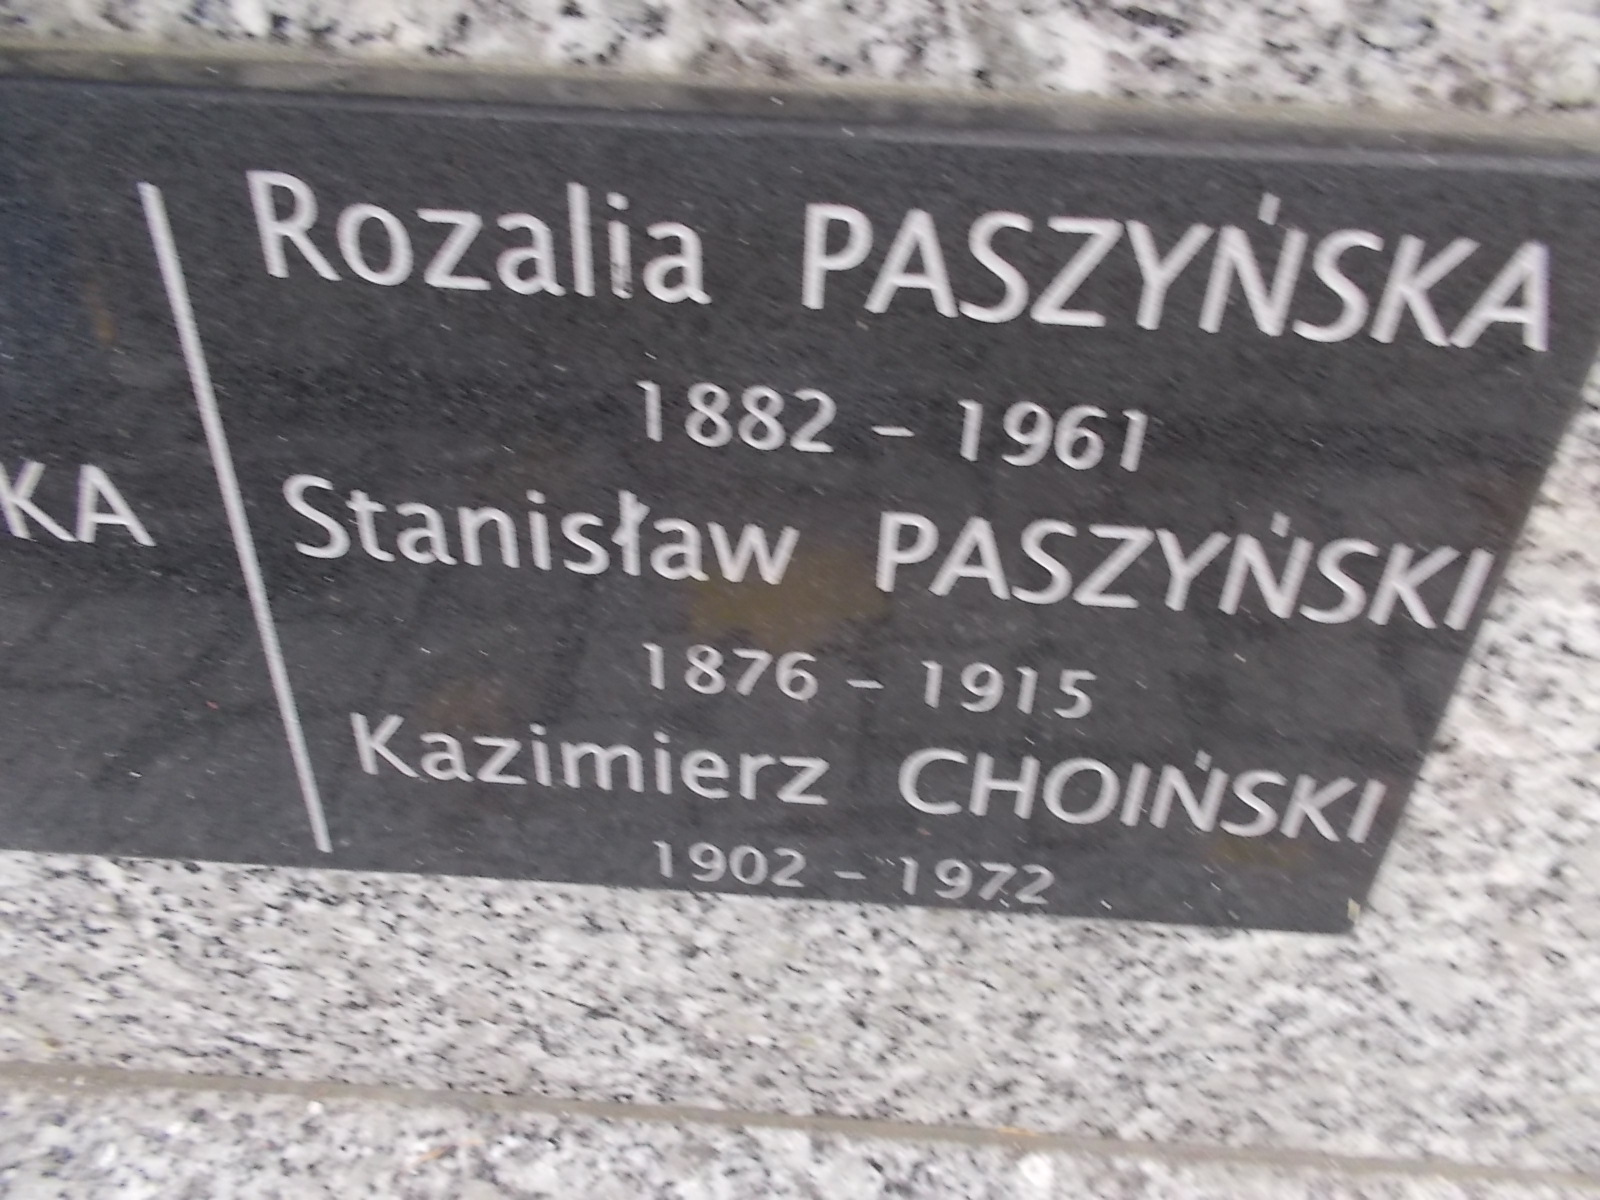 KA
Rozalia PASZYŃSKA
1882 - 1961
Stanisław PASZYŃSKI
1876 - 1915
Kazimierz CHOIŃSKI
1902 - 1972